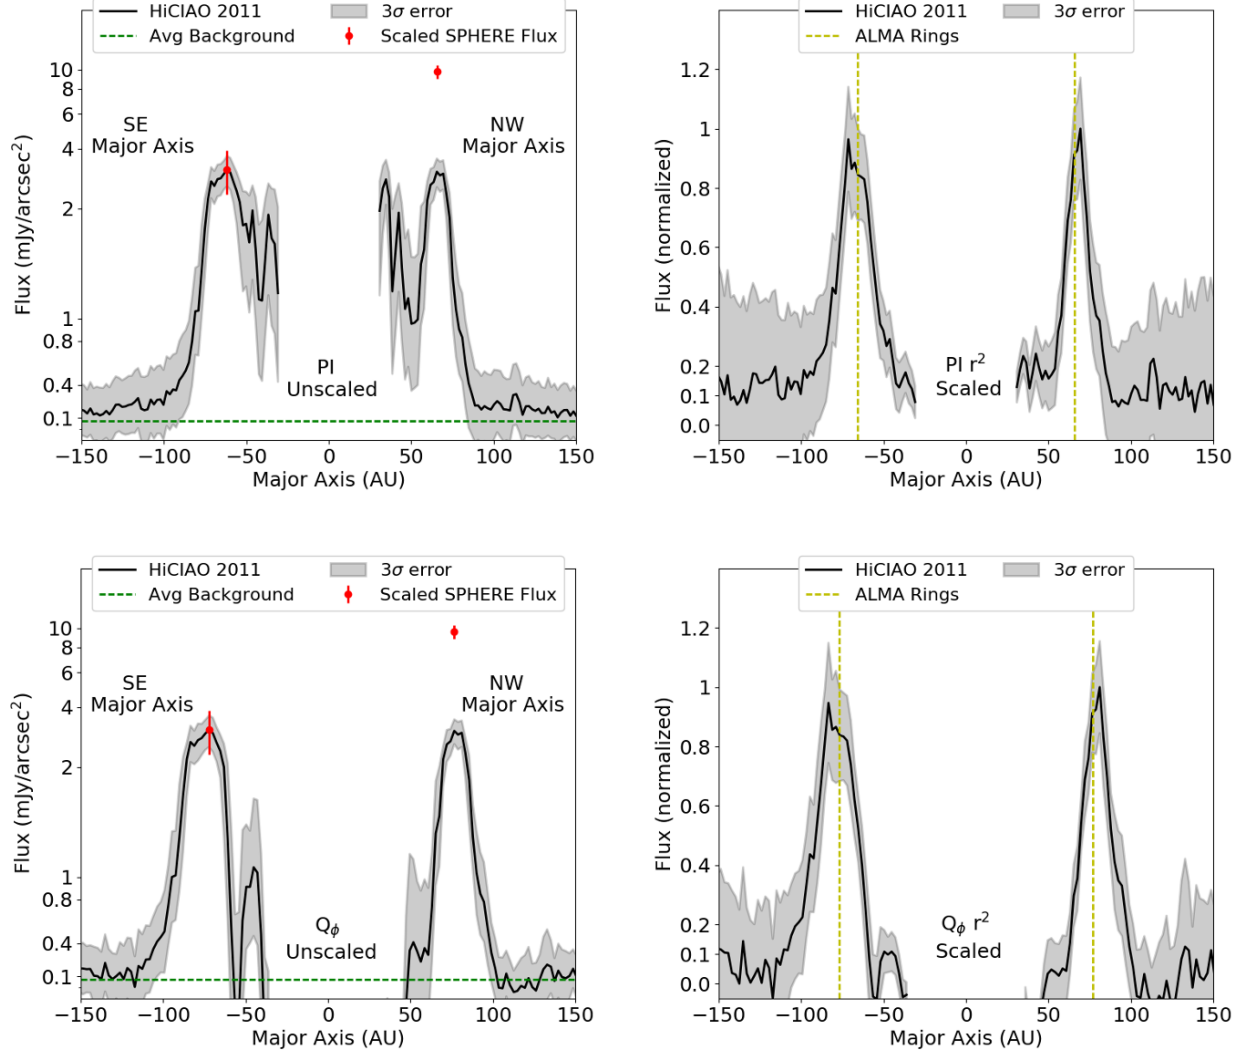 HiCIAO 2011
3σ error
Avg Background
Scaled SPHERE Flux
Flux (mJy/arcsec²)
10
8
6
4
2
1
0.8
0.4
0.1
SE
Major Axis
NW
Major Axis
PI
Unscaled
−150 −100 −50 0 50 100 150
Major Axis (AU)
HiCIAO 2011
3σ error
ALMA Rings
Flux (normalized)
1.2
1
0.8
0.6
0.4
0.2
0.1
0.0
PI r²
Scaled
−150 −100 −50 0 50 100 150
Major Axis (AU)
HiCIAO 2011
3σ error
Avg Background
Scaled SPHERE Flux
Flux (mJy/arcsec²)
10
8
6
4
2
1
0.8
0.4
0.1
SE
Major Axis
NW
Major Axis
Qϕ
Unscaled
−150 −100 −50 0 50 100 150
Major Axis (AU)
HiCIAO 2011
3σ error
ALMA Rings
Flux (normalized)
1.2
1
0.8
0.6
0.4
0.2
0.1
0.0
Qϕ r²
Scaled
−150 −100 −50 0 50 100 150
Major Axis (AU)